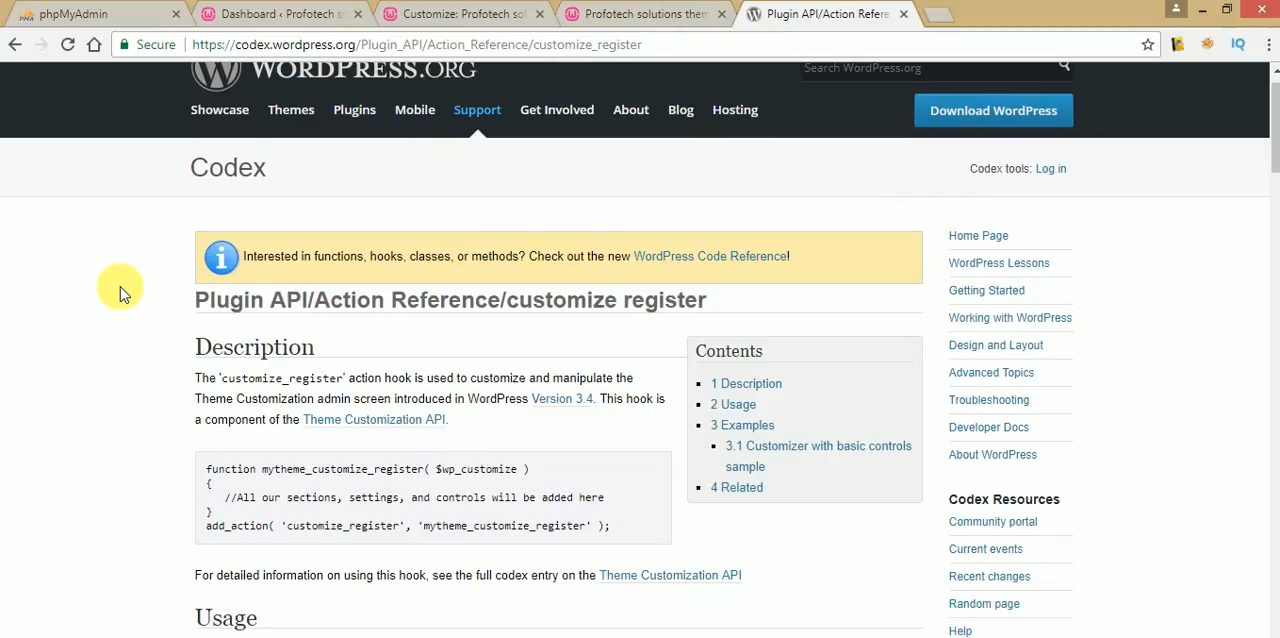 phpMyAdmin
Dashboard ‹ Profotech s
Customize: Profotech sol
Profotech solutions them
Plugin API/Action Refere
Secure
https://codex.wordpress.org/Plugin_API/Action_Reference/customize_register
IQ
WORDPRESS.ORG
Search WordPress.org
Showcase Themes Plugins Mobile Support Get Involved About Blog Hosting
Download WordPress
Codex
Codex tools: Log in
Interested in functions, hooks, classes, or methods? Check out the new WordPress Code Reference!
Plugin API/Action Reference/customize register
Description
The 'customize_register' action hook is used to customize and manipulate the
Theme Customization admin screen introduced in WordPress Version 3.4. This hook is
a component of the Theme Customization API.
function mytheme_customize_register( $wp_customize )
{
//All our sections, settings, and controls will be added here
}
add_action( 'customize_register', 'mytheme_customize_register' );
For detailed information on using this hook, see the full codex entry on the Theme Customization API
Usage
Contents
1 Description
2 Usage
3 Examples
3.1 Customizer with basic controls
sample
4 Related
Home Page
WordPress Lessons
Getting Started
Working with WordPress
Design and Layout
Advanced Topics
Troubleshooting
Developer Docs
About WordPress
Codex Resources
Community portal
Current events
Recent changes
Random page
Help